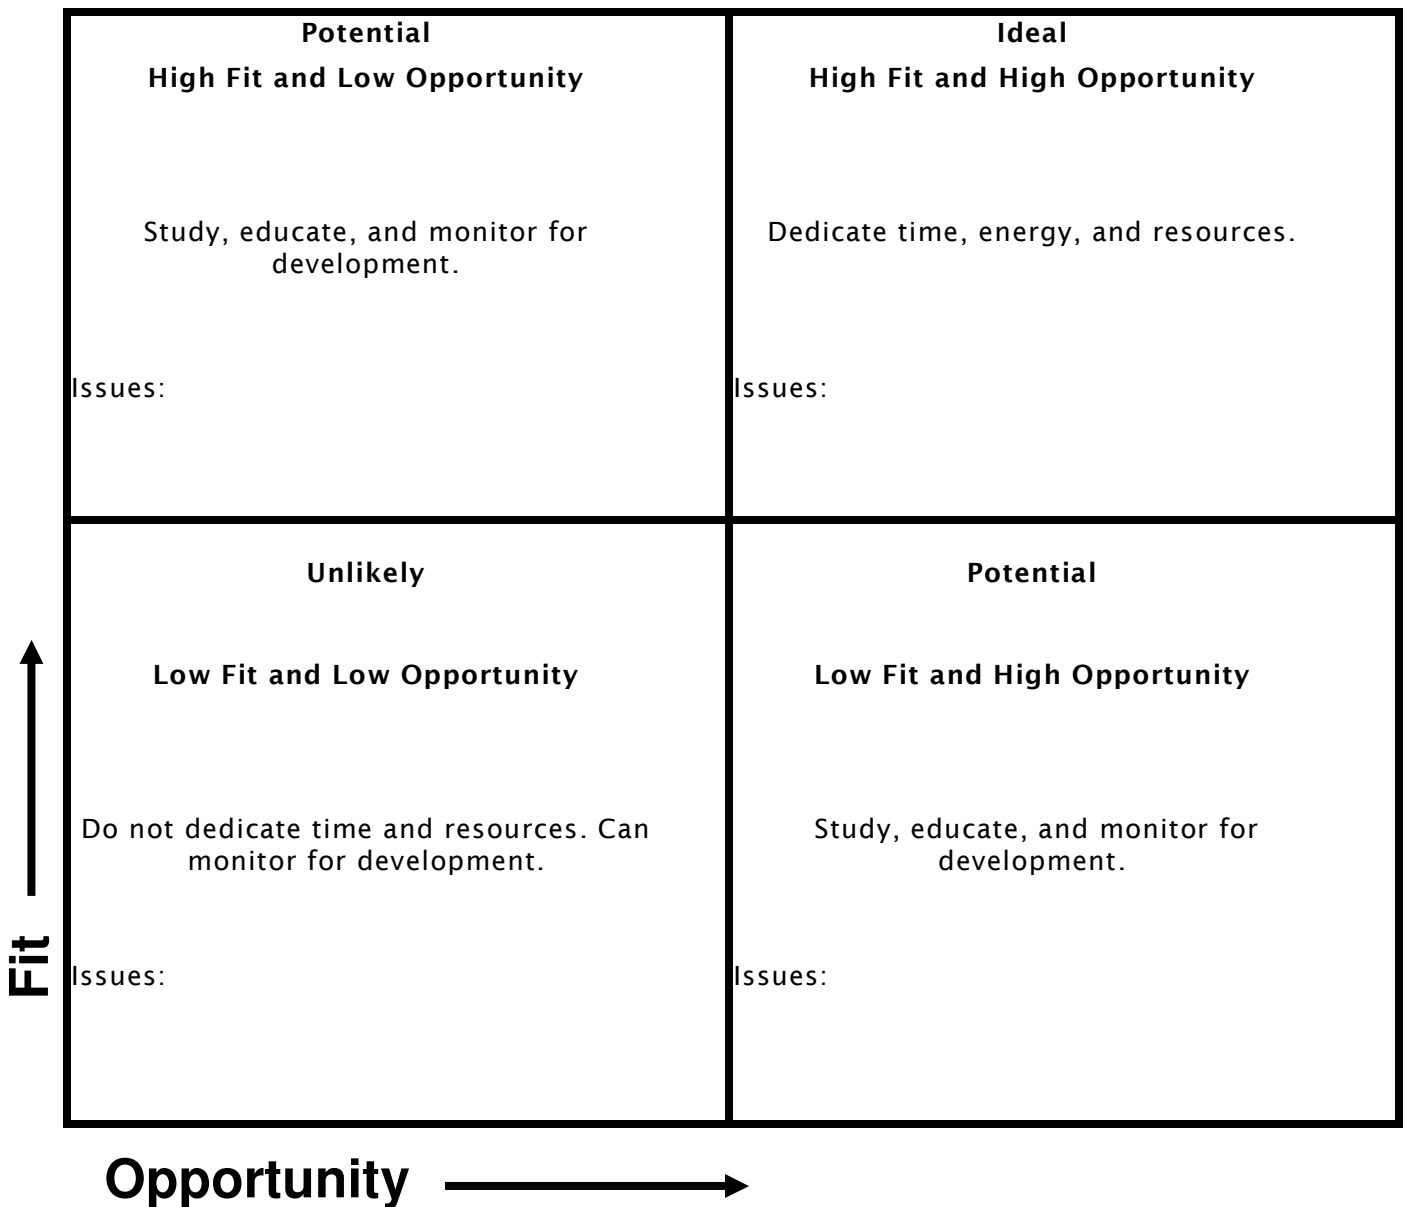 Potential
High Fit and Low Opportunity
Study, educate, and monitor for
development.
Issues:
Ideal
High Fit and High Opportunity
Dedicate time, energy, and resources.
Issues:
Unlikely
Low Fit and Low Opportunity
Do not dedicate time and resources. Can
monitor for development.
Issues:
Potential
Low Fit and High Opportunity
Study, educate, and monitor for
development.
Issues:
Fit
Opportunity